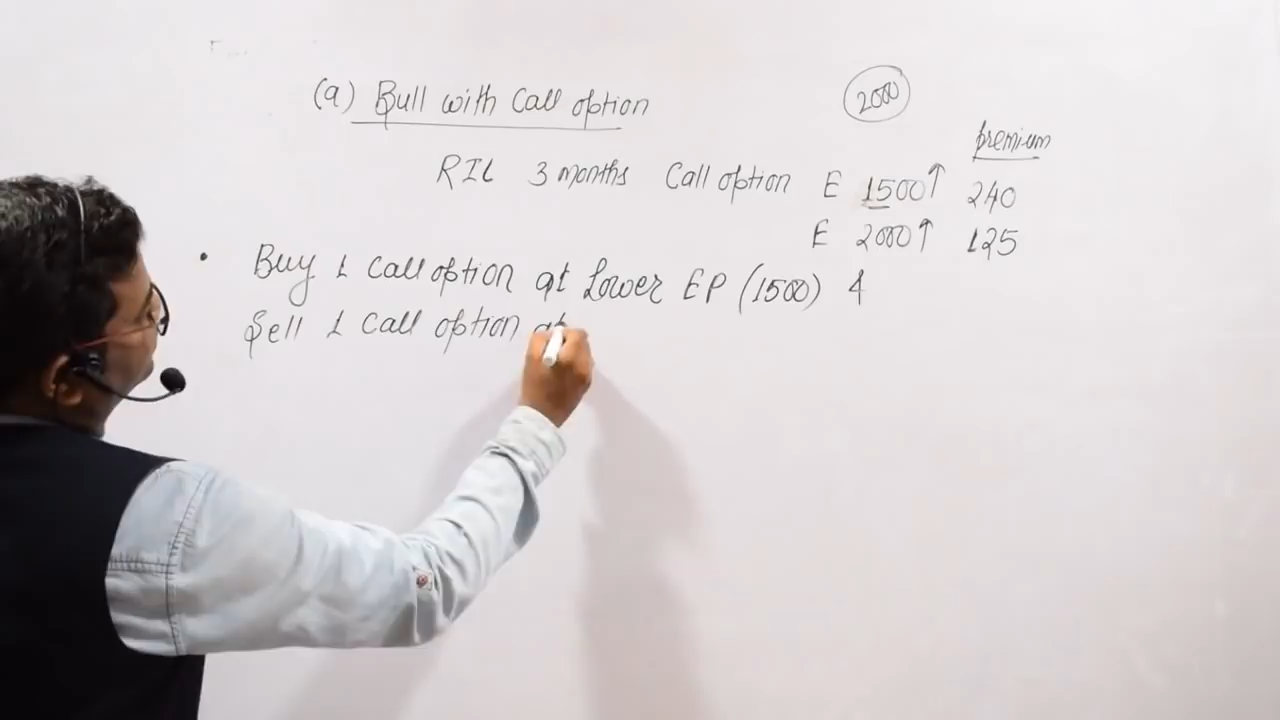 (a) Bull with Call option
2000
premium
RIL 3 months Call option E 1500↑ 240
E 2000↑ 125
• Buy 1 Call option at Lower EP (1500) &
Sell 1 Call option at